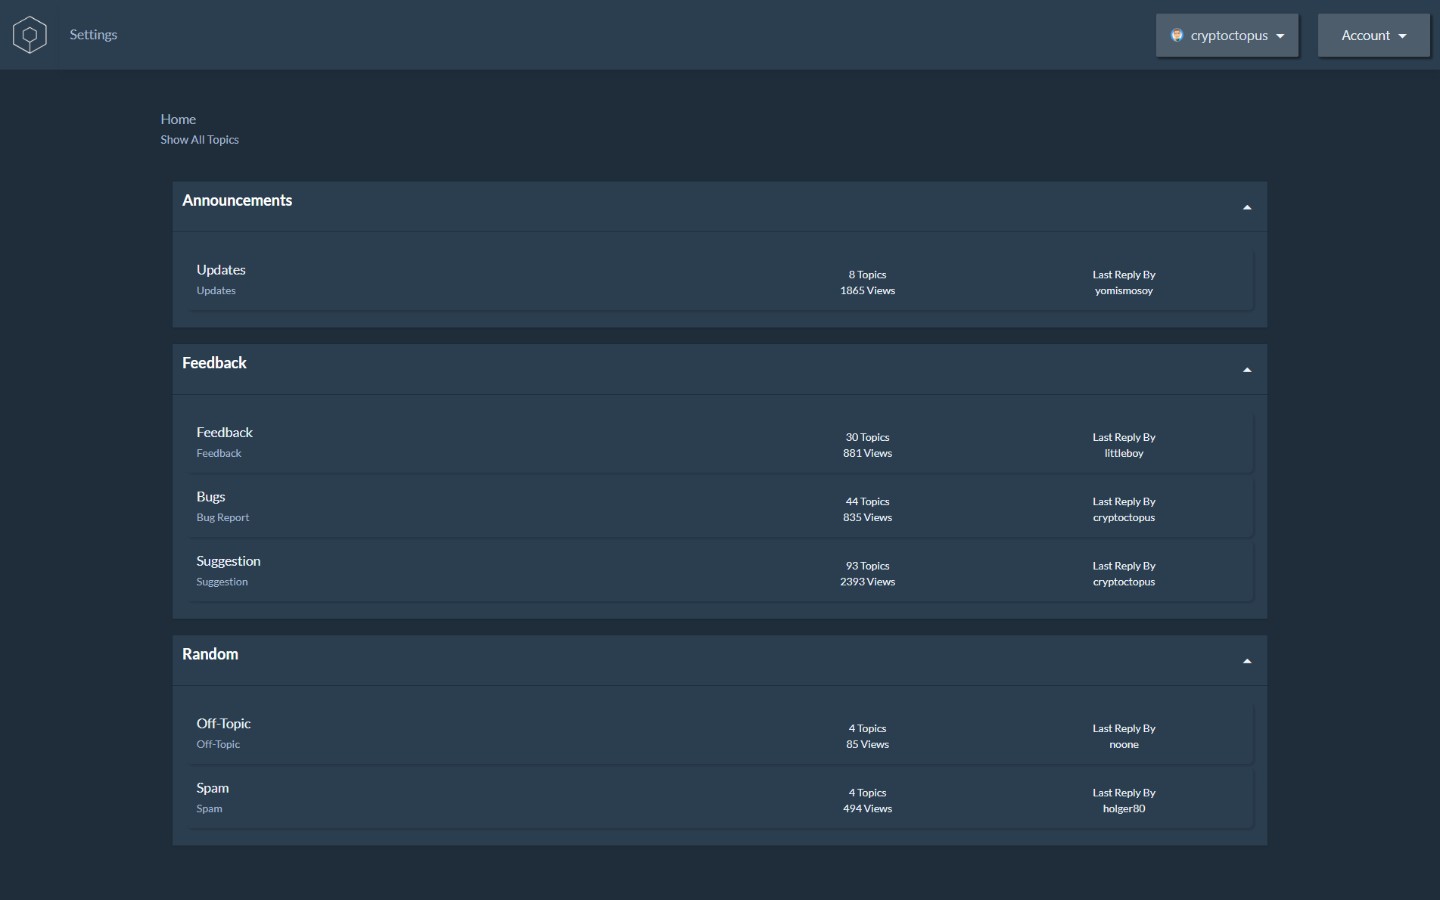 Settings
cryptoctopus
Account
Home
Show All Topics
Announcements
Updates
Updates
8 Topics
1865 Views
Last Reply By
yomismosoy
Feedback
Feedback
Feedback
30 Topics
881 Views
Last Reply By
littleboy
Bugs
Bug Report
44 Topics
835 Views
Last Reply By
cryptoctopus
Suggestion
Suggestion
93 Topics
2393 Views
Last Reply By
cryptoctopus
Random
Off-Topic
Off-Topic
4 Topics
85 Views
Last Reply By
noone
Spam
Spam
4 Topics
494 Views
Last Reply By
holger80